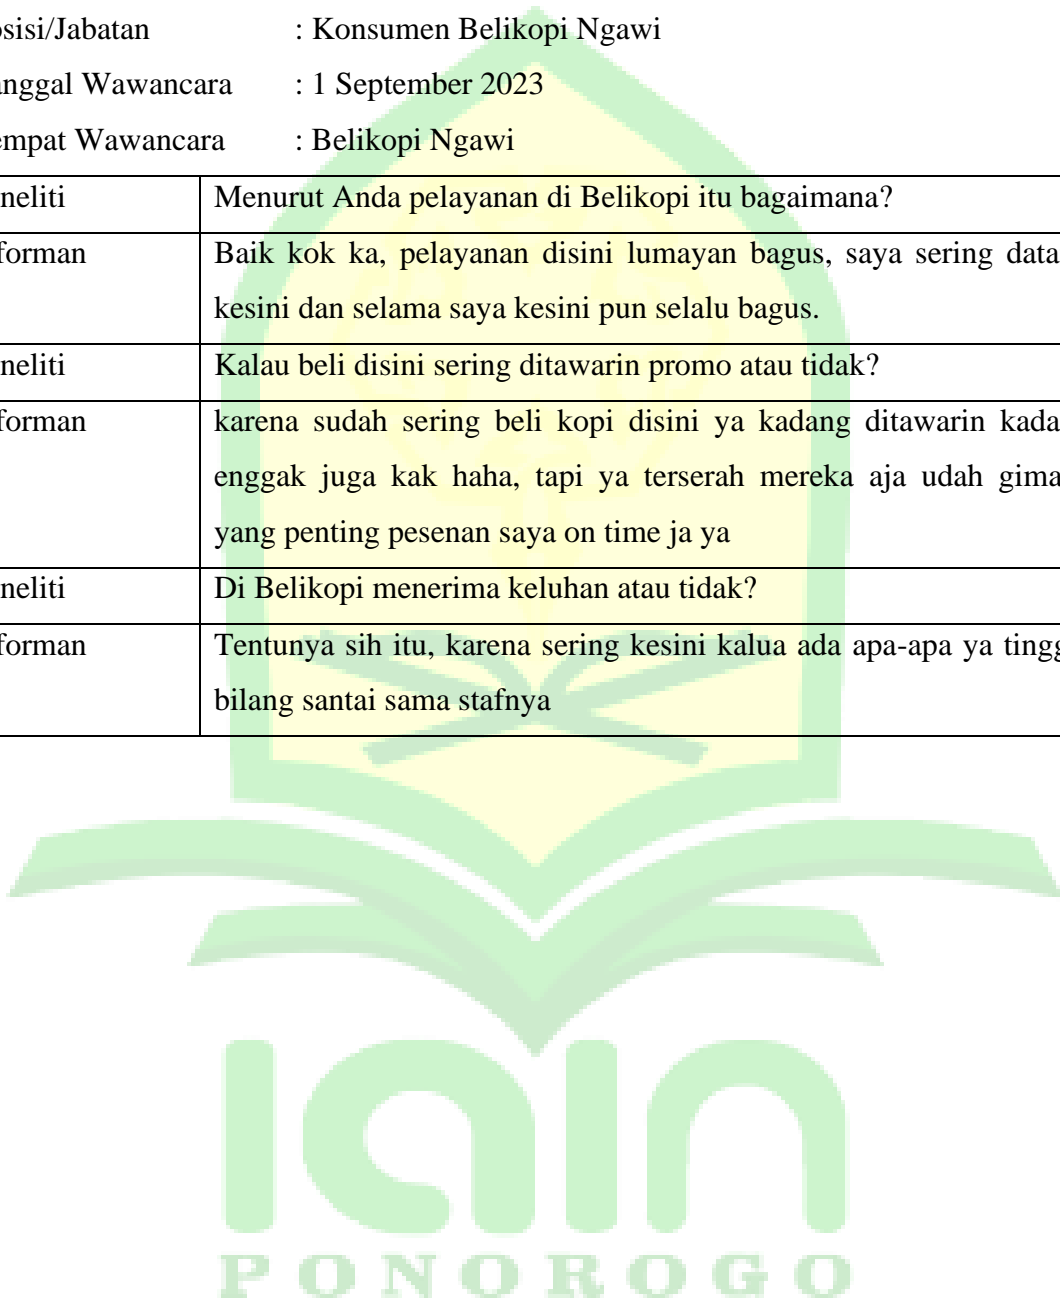 osisi/Jabatan : Konsumen Belikopi Ngawi
anggal Wawancara : 1 September 2023
empat Wawancara : Belikopi Ngawi
neliti Menurut Anda pelayanan di Belikopi itu bagaimana?
forman Baik kok ka, pelayanan disini lumayan bagus, saya sering data
kesini dan selama saya kesini pun selalu bagus.
neliti Kalau beli disini sering ditawarin promo atau tidak?
forman karena sudah sering beli kopi disini ya kadang ditawarin kada
enggak juga kak haha, tapi ya terserah mereka aja udah gima
yang penting pesenan saya on time ja ya
neliti Di Belikopi menerima keluhan atau tidak?
forman Tentunya sih itu, karena sering kesini kalua ada apa-apa ya tingg
bilang santai sama stafnya
iain
PONOROGO